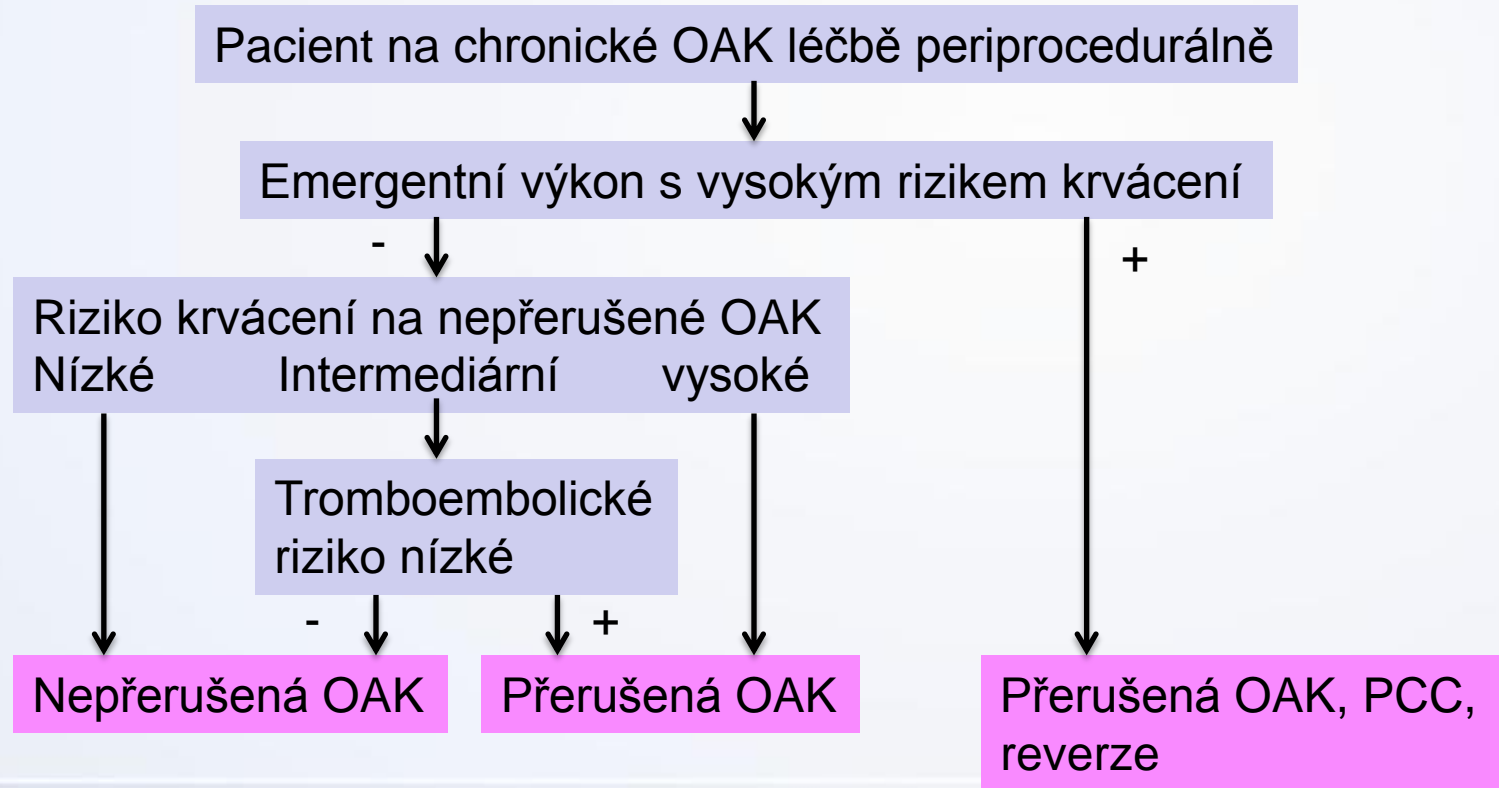 Pacient na chronické OAK léčbě periprocedurálně
Emergentní výkon s vysokým rizikem krvácení
-
+
Riziko krvácení na nepřerušené OAK
Nízké Intermediární vysoké
Tromboembolické
riziko nízké
-
+
Nepřerušená OAK
Přerušená OAK
Přerušená OAK, PCC,
reverze